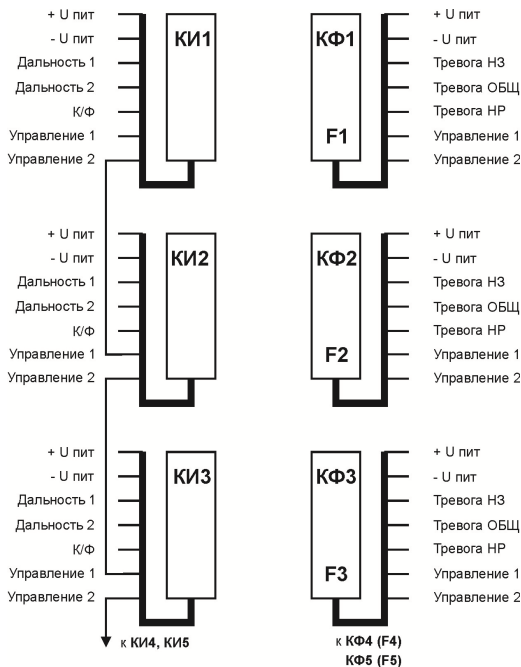 + U пит
- U пит
Дальность 1
Дальность 2
К/Ф
Управление 1
Управление 2
КИ1
КФ1
F1
+ U пит
- U пит
Тревога НЗ
Тревога ОБЩ
Тревога НР
Управление 1
Управление 2
+ U пит
- U пит
Дальность 1
Дальность 2
К/Ф
Управление 1
Управление 2
КИ2
КФ2
F2
+ U пит
- U пит
Тревога НЗ
Тревога ОБЩ
Тревога НР
Управление 1
Управление 2
+ U пит
- U пит
Дальность 1
Дальность 2
К/Ф
Управление 1
Управление 2
КИ3
КФ3
F3
+ U пит
- U пит
Тревога НЗ
Тревога ОБЩ
Тревога НР
Управление 1
Управление 2
к КИ4, КИ5
к КФ4 (F4)
КФ5 (F5)